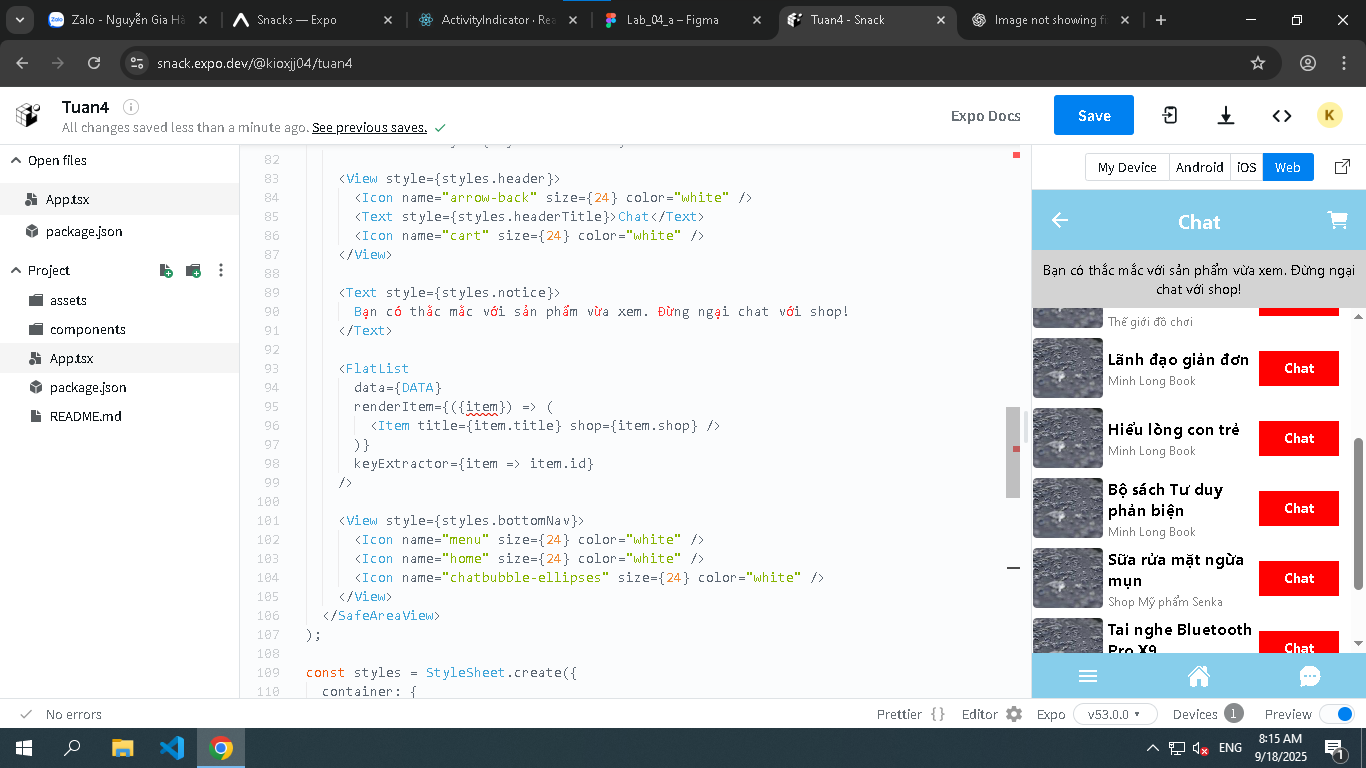 Zalo - Nguyễn Gia Hâ
Snacks — Expo
ActivityIndicator · Rea
Lab_04_a – Figma
Tuan4 - Snack
Image not showing fi
snack.expo.dev/@kioxjj04/tuan4
Tuan4
All changes saved less than a minute ago. See previous saves.
Expo Docs
Save
K
Open files
App.tsx
package.json
Project
assets
components
App.tsx
package.json
README.md
82
83 <View style={styles.header}>
84 <Icon name="arrow-back" size={24} color="white" />
85 <Text style={styles.headerTitle}>Chat</Text>
86 <Icon name="cart" size={24} color="white" />
87 </View>
88
89 <Text style={styles.notice}>
90 Bạn có thắc mắc với sản phẩm vừa xem. Đừng ngại chat với shop!
91 </Text>
92
93 <FlatList
94 data={DATA}
95 renderItem={({item}) => (
96 <Item title={item.title} shop={item.shop} />
97 )}
98 keyExtractor={item => item.id}
99 />
100
101 <View style={styles.bottomNav}>
102 <Icon name="menu" size={24} color="white" />
103 <Icon name="home" size={24} color="white" />
104 <Icon name="chatbubble-ellipses" size={24} color="white" />
105 </View>
106 </SafeAreaView>
107 );
108
109 const styles = StyleSheet.create({
110 container: {
My Device
Android
iOS
Web
Chat
Bạn có thắc mắc với sản phẩm vừa xem. Đừng ngại
chat với shop!
Thế giới đồ chơi
Lãnh đạo giản đơn
Minh Long Book
Chat
Hiểu lòng con trẻ
Minh Long Book
Chat
Bộ sách Tư duy
phản biện
Minh Long Book
Chat
Sữa rửa mặt ngừa
mụn
Shop Mỹ phẩm Senka
Chat
Tai nghe Bluetooth
Pro X9
Chat
No errors
Prettier {}
Editor
Expo
v53.0.0
Devices 1
Preview
ENG
8:15 AM
9/18/2025
1